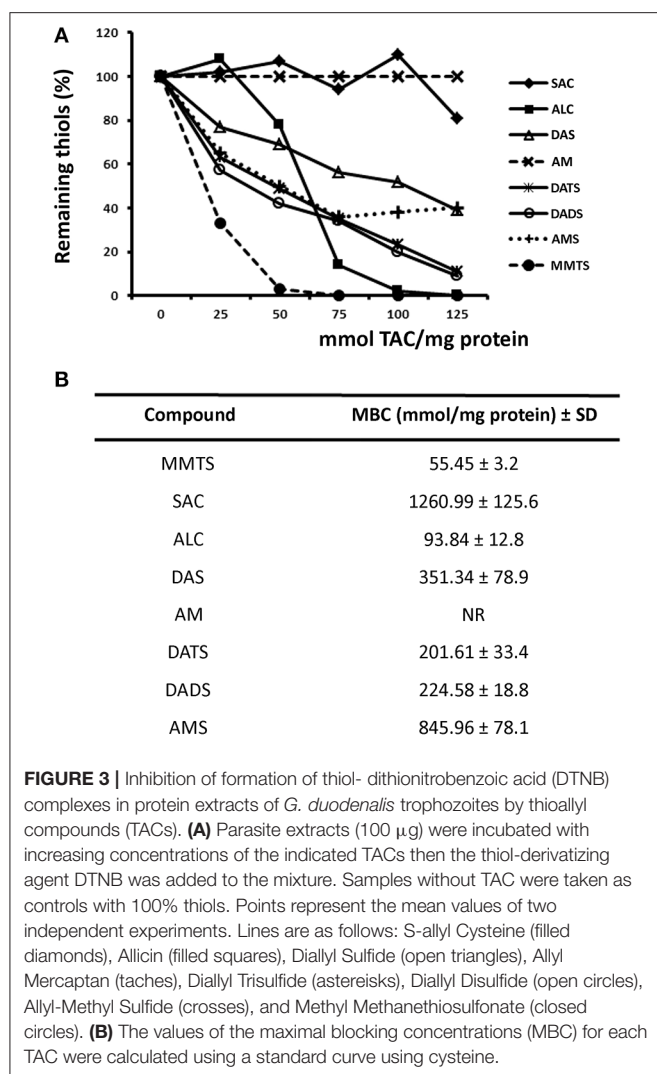 A
Remaining thiols (%)
120
100
80
60
40
20
0
0 25 50 75 100 125
mmol TAC/mg protein
SAC
ALC
DAS
AM
DATS
DADS
AMS
MMTS
B
Compound MBC (mmol/mg protein) ± SD
MMTS 55.45 ± 3.2
SAC 1260.99 ± 125.6
ALC 93.84 ± 12.8
DAS 351.34 ± 78.9
AM NR
DATS 201.61 ± 33.4
DADS 224.58 ± 18.8
AMS 845.96 ± 78.1
FIGURE 3 | Inhibition of formation of thiol- dithionitrobenzoic acid (DTNB)
complexes in protein extracts of G. duodenalis trophozoites by thioallyl
compounds (TACs). (A) Parasite extracts (100 μg) were incubated with
increasing concentrations of the indicated TACs then the thiol-derivatizing
agent DTNB was added to the mixture. Samples without TAC were taken as
controls with 100% thiols. Points represent the mean values of two
independent experiments. Lines are as follows: S-allyl Cysteine (filled
diamonds), Allicin (filled squares), Diallyl Sulfide (open triangles), Allyl
Mercaptan (taches), Diallyl Trisulfide (astereisks), Diallyl Disulfide (open circles),
Allyl-Methyl Sulfide (crosses), and Methyl Methanethiosulfonate (closed
circles). (B) The values of the maximal blocking concentrations (MBC) for each
TAC were calculated using a standard curve using cysteine.